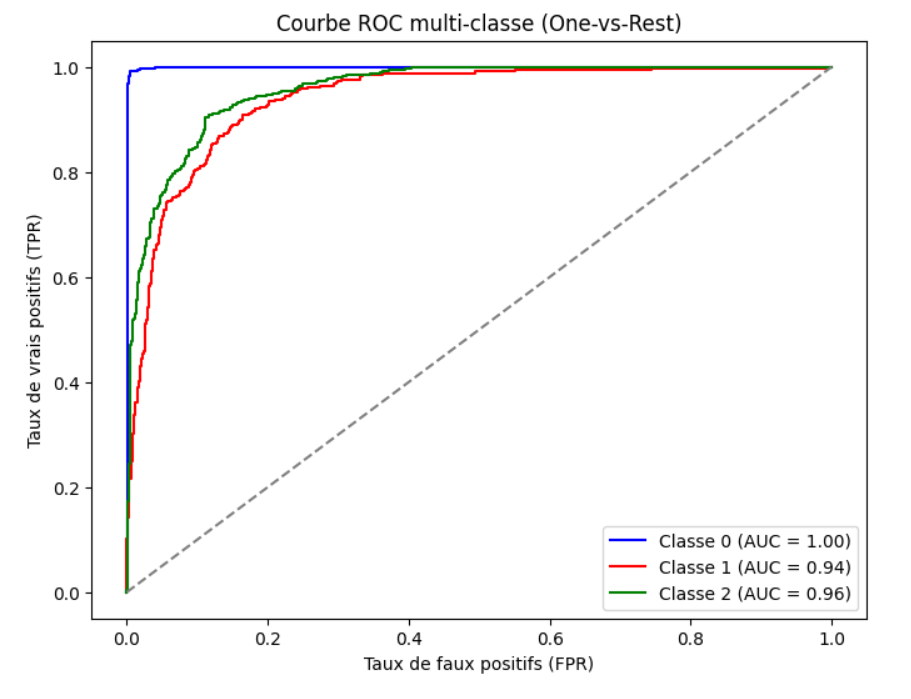 Courbe ROC multi-classe (One-vs-Rest)
Taux de vrais positifs (TPR)
1.0
0.8
0.6
0.4
0.2
0.0
Classe 0 (AUC = 1.00)
Classe 1 (AUC = 0.94)
Classe 2 (AUC = 0.96)
0.0 0.2 0.4 0.6 0.8 1.0
Taux de faux positifs (FPR)